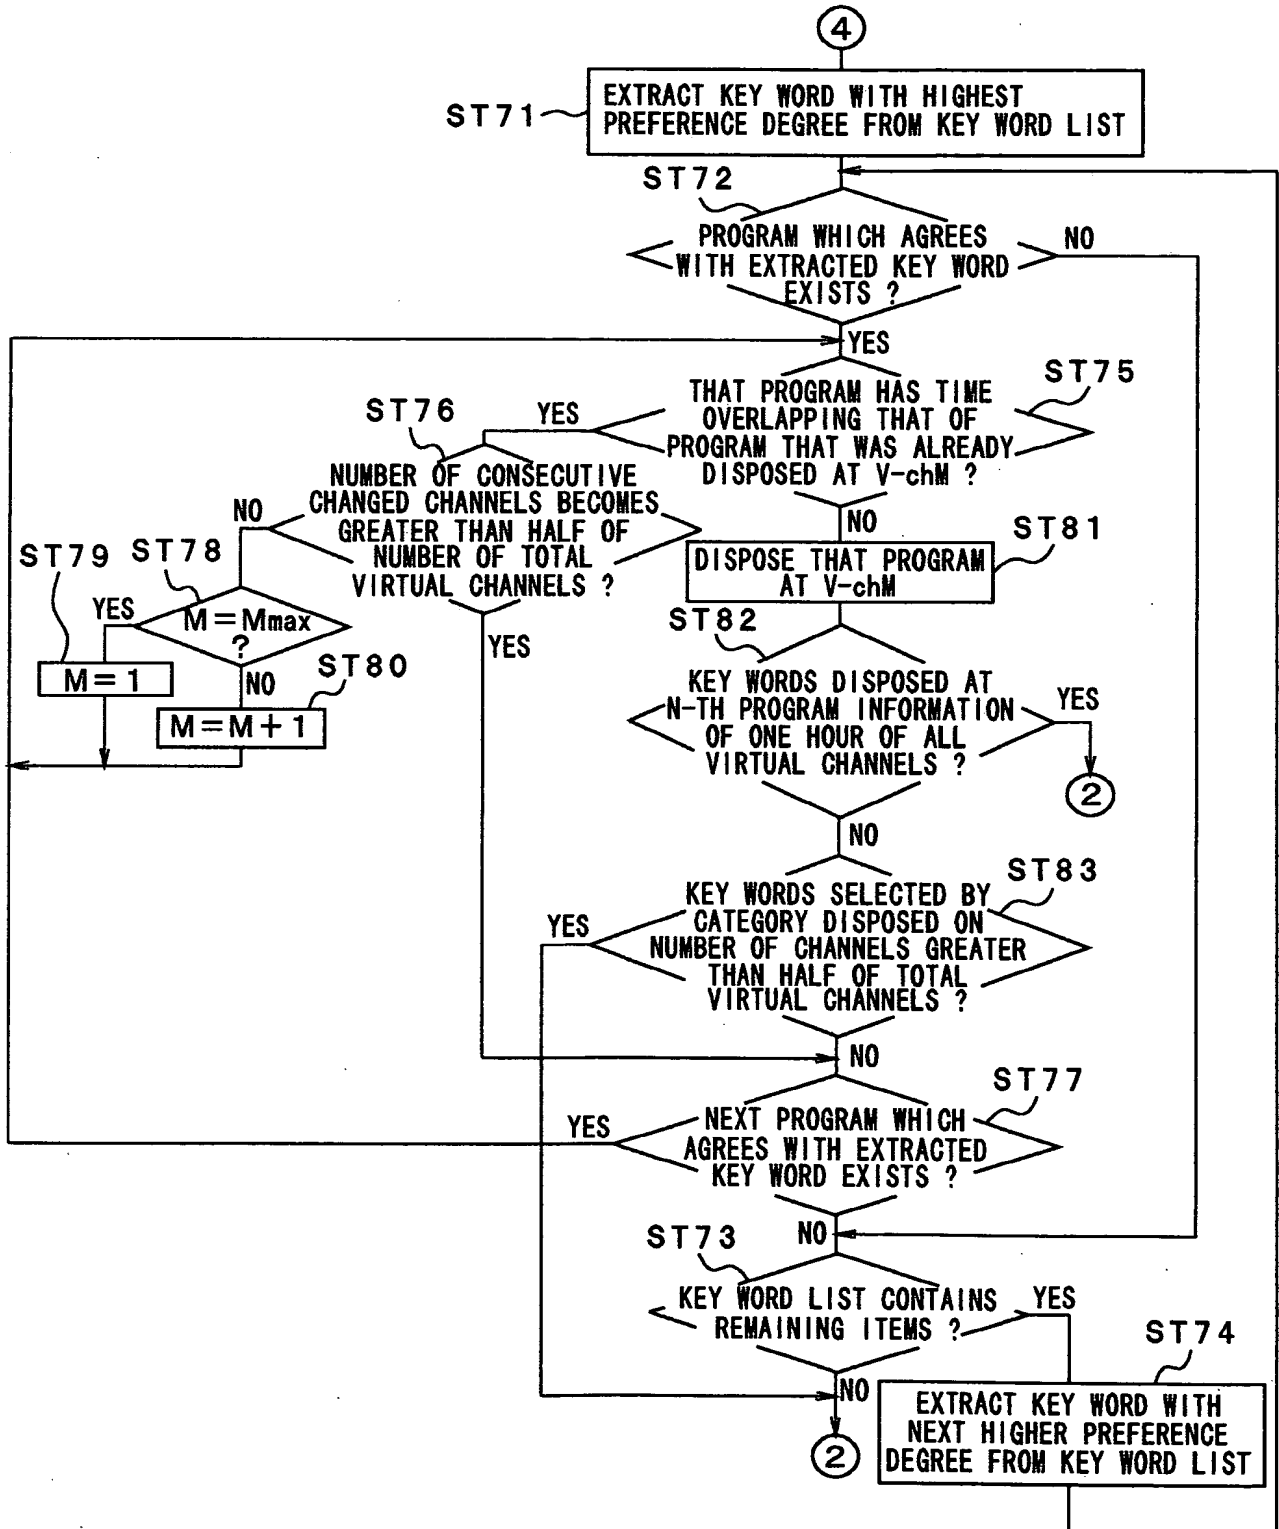 4
EXTRACT KEY WORD WITH HIGHEST
PREFERENCE DEGREE FROM KEY WORD LIST
ST71
ST72
PROGRAM WHICH AGREES
WITH EXTRACTED KEY WORD
EXISTS ?
NO
YES
ST75
THAT PROGRAM HAS TIME
OVERLAPPING THAT OF
PROGRAM THAT WAS ALREADY
DISPOSED AT V-chM ?
YES
NO
ST76
NUMBER OF CONSECUTIVE
CHANGED CHANNELS BECOMES
GREATER THAN HALF OF
NUMBER OF TOTAL
VIRTUAL CHANNELS ?
NO
YES
ST78
M=Mmax
?
YES
NO
ST79
M=1
ST80
M=M+1
ST81
DISPOSE THAT PROGRAM
AT V-chM
ST82
KEY WORDS DISPOSED AT
N-TH PROGRAM INFORMATION
OF ONE HOUR OF ALL
VIRTUAL CHANNELS ?
YES
2
NO
ST83
KEY WORDS SELECTED BY
CATEGORY DISPOSED ON
NUMBER OF CHANNELS GREATER
THAN HALF OF TOTAL
VIRTUAL CHANNELS ?
YES
NO
ST77
NEXT PROGRAM WHICH
AGREES WITH EXTRACTED
KEY WORD EXISTS ?
YES
NO
ST73
KEY WORD LIST CONTAINS
REMAINING ITEMS ?
YES
NO
2
ST74
EXTRACT KEY WORD WITH
NEXT HIGHER PREFERENCE
DEGREE FROM KEY WORD LIST